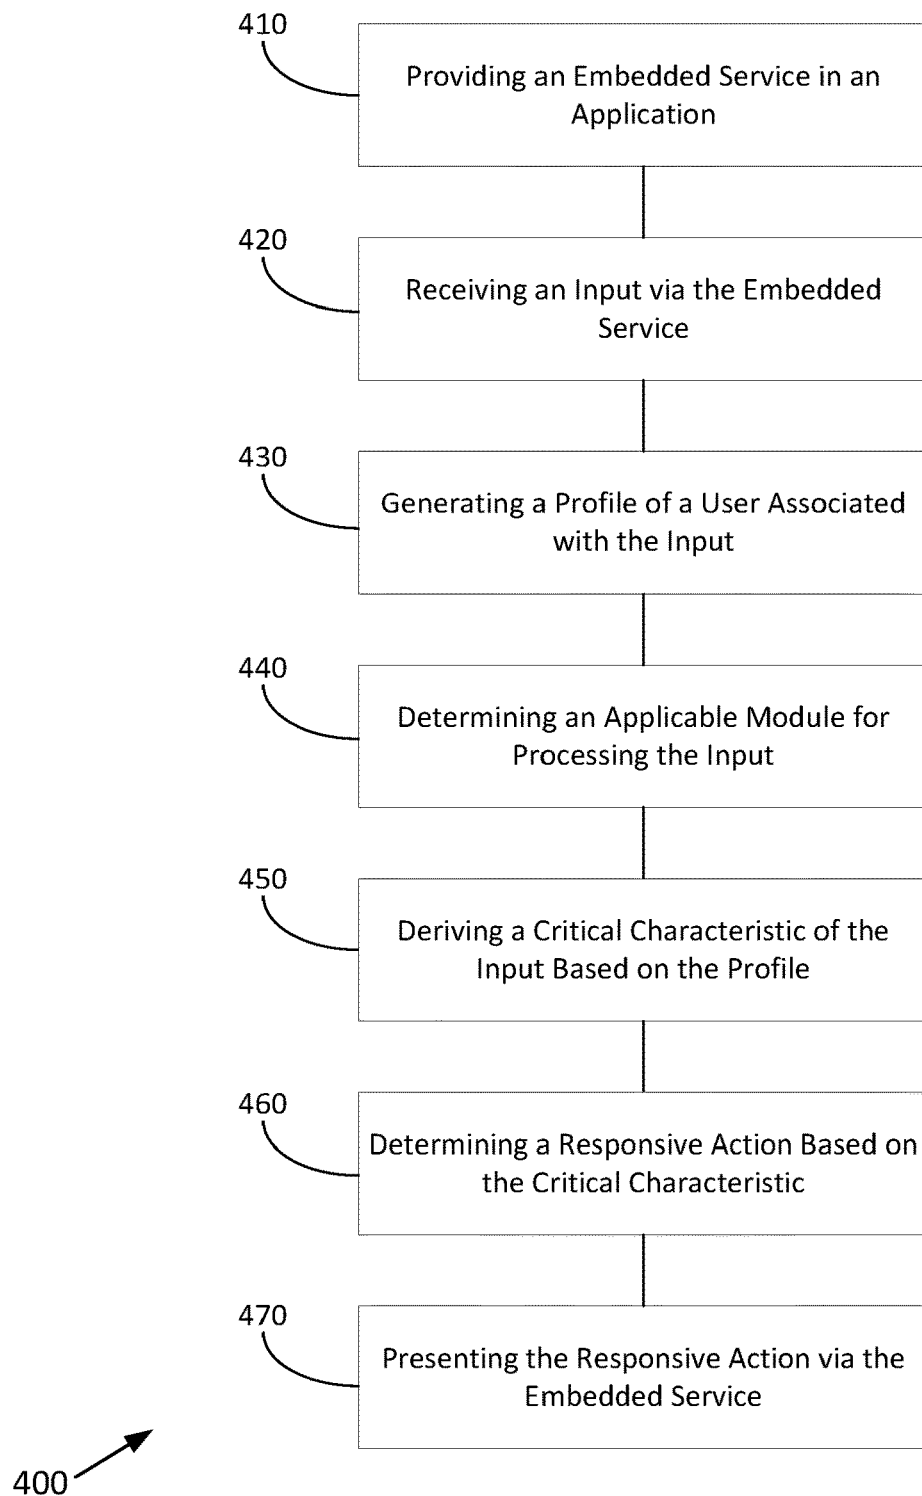 410
Providing an Embedded Service in an
Application
420
Receiving an Input via the Embedded
Service
430
Generating a Profile of a User Associated
with the Input
440
Determining an Applicable Module for
Processing the Input
450
Deriving a Critical Characteristic of the
Input Based on the Profile
460
Determining a Responsive Action Based on
the Critical Characteristic
470
Presenting the Responsive Action via the
Embedded Service
400